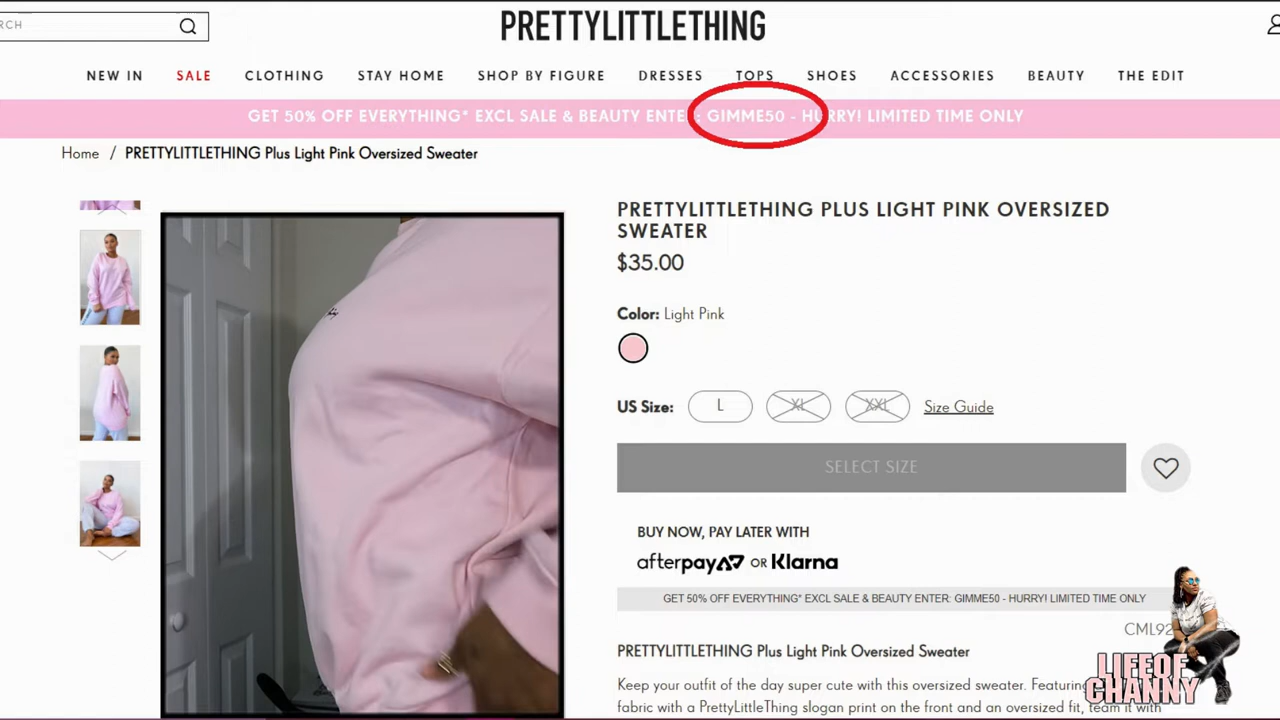 RCH
PRETTYLITTLETHING
NEW IN SALE CLOTHING STAY HOME SHOP BY FIGURE DRESSES TOPS SHOES ACCESSORIES BEAUTY THE EDIT
GET 50% OFF EVERYTHING* EXCL SALE & BEAUTY ENTER: GIMME50 - HURRY! LIMITED TIME ONLY
Home / PRETTYLITTLETHING Plus Light Pink Oversized Sweater
PRETTYLITTLETHING PLUS LIGHT PINK OVERSIZED
SWEATER
$35.00
Color: Light Pink
US Size: L XL XXL Size Guide
SELECT SIZE
BUY NOW, PAY LATER WITH
afterpay OR Klarna
GET 50% OFF EVERYTHING* EXCL SALE & BEAUTY ENTER: GIMME50 - HURRY! LIMITED TIME ONLY
CML92
PRETTYLITTLETHING Plus Light Pink Oversized Sweater
Keep your outfit of the day super cute with this oversized sweater. Featuring
fabric with a PrettyLittleThing slogan print on the front and an oversized fit, team it with
LIFEOF
CHANNY